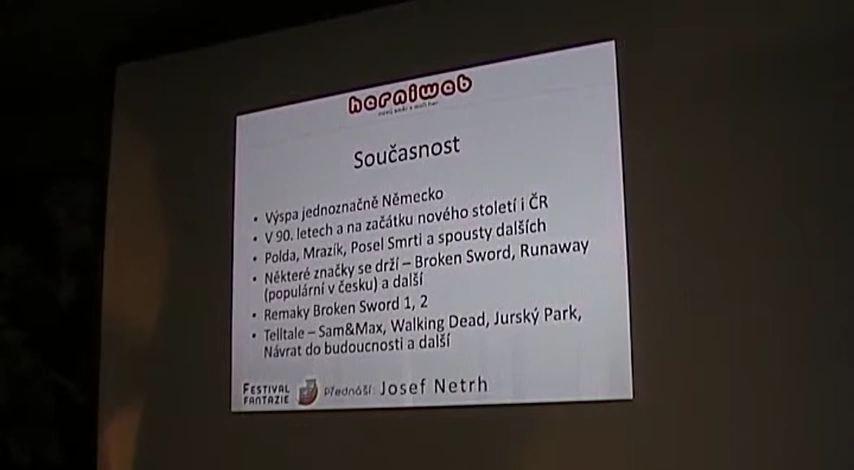 herniweb
Současnost
• Výspa jednoznačně Německo
• V 90. letech a na začátku nového století i ČR
• Polda, Mrazík, Posel Smrti a spousty dalších
• Některé značky se drží – Broken Sword, Runaway
(populární v česku) a další
• Remaky Broken Sword 1, 2
• Telltale – Sam&Max, Walking Dead, Jurský Park,
Návrat do budoucnosti a další
FESTIVAL
FANTAZIE
Přednáší: Josef Netrh